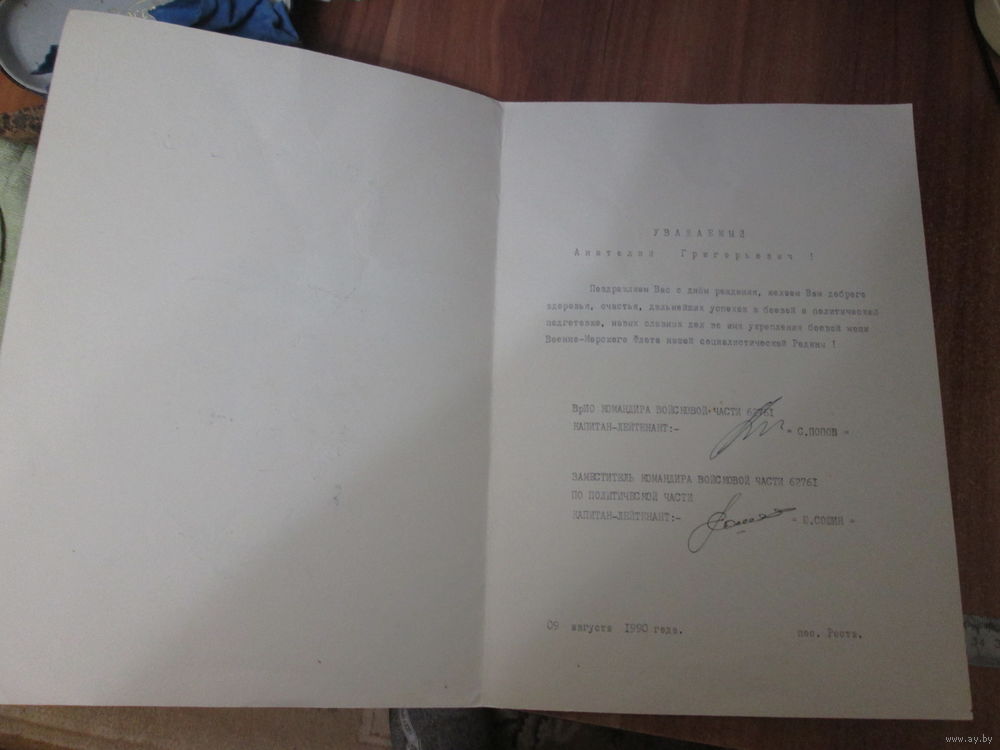 УВАЖАЕМЫЙ
Анатолий Григорьевич !
Поздравляем Вас с днём рождения, желаем Вам доброго
здоровья, счастья, дальнейших успехов в боевой и политической
подготовке, новых славных дел во имя укрепления боевой мощи
Военно-Морского Флота нашей социалистической Родины !
ВрИО КОМАНДИРА ВОЙСКОВОЙ ЧАСТИ 62761
КАПИТАН-ЛЕЙТЕНАНТ:- - С.ПОПОВ -
ЗАМЕСТИТЕЛЬ КОМАНДИРА ВОЙСКОВОЙ ЧАСТИ 62761
ПО ПОЛИТИЧЕСКОЙ ЧАСТИ
КАПИТАН-ЛЕЙТЕНАНТ:-
09 августа 1990 года. пос. Роста.
34
www.ay.by